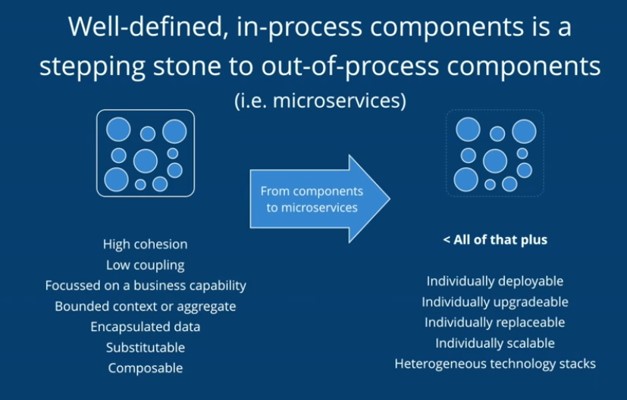 Well-defined, in-process components is a
stepping stone to out-of-process components
(i.e. microservices)
From components
to microservices
High cohesion
Low coupling
Focussed on a business capability
Bounded context or aggregate
Encapsulated data
Substitutable
Composable
< All of that plus
Individually deployable
Individually upgradeable
Individually replaceable
Individually scalable
Heterogeneous technology stacks